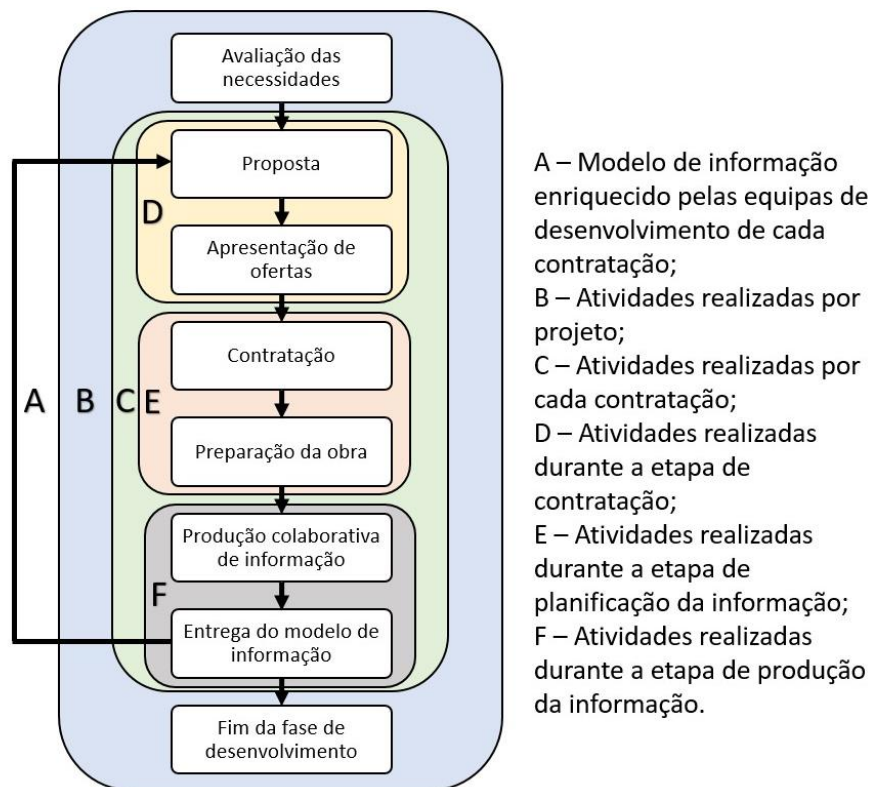 Avaliação das
necessidades
Proposta
D
Apresentação de
ofertas
Contratação
A
B
C
E
Preparação da obra
Produção colaborativa
de informação
F
Entrega do modelo de
informação
Fim da fase de
desenvolvimento
A – Modelo de informação
enriquecido pelas equipas de
desenvolvimento de cada
contratação;
B – Atividades realizadas por
projeto;
C – Atividades realizadas por
cada contratação;
D – Atividades realizadas
durante a etapa de
contratação;
E – Atividades realizadas
durante a etapa de
planificação da informação;
F – Atividades realizadas
durante a etapa de produção
da informação.